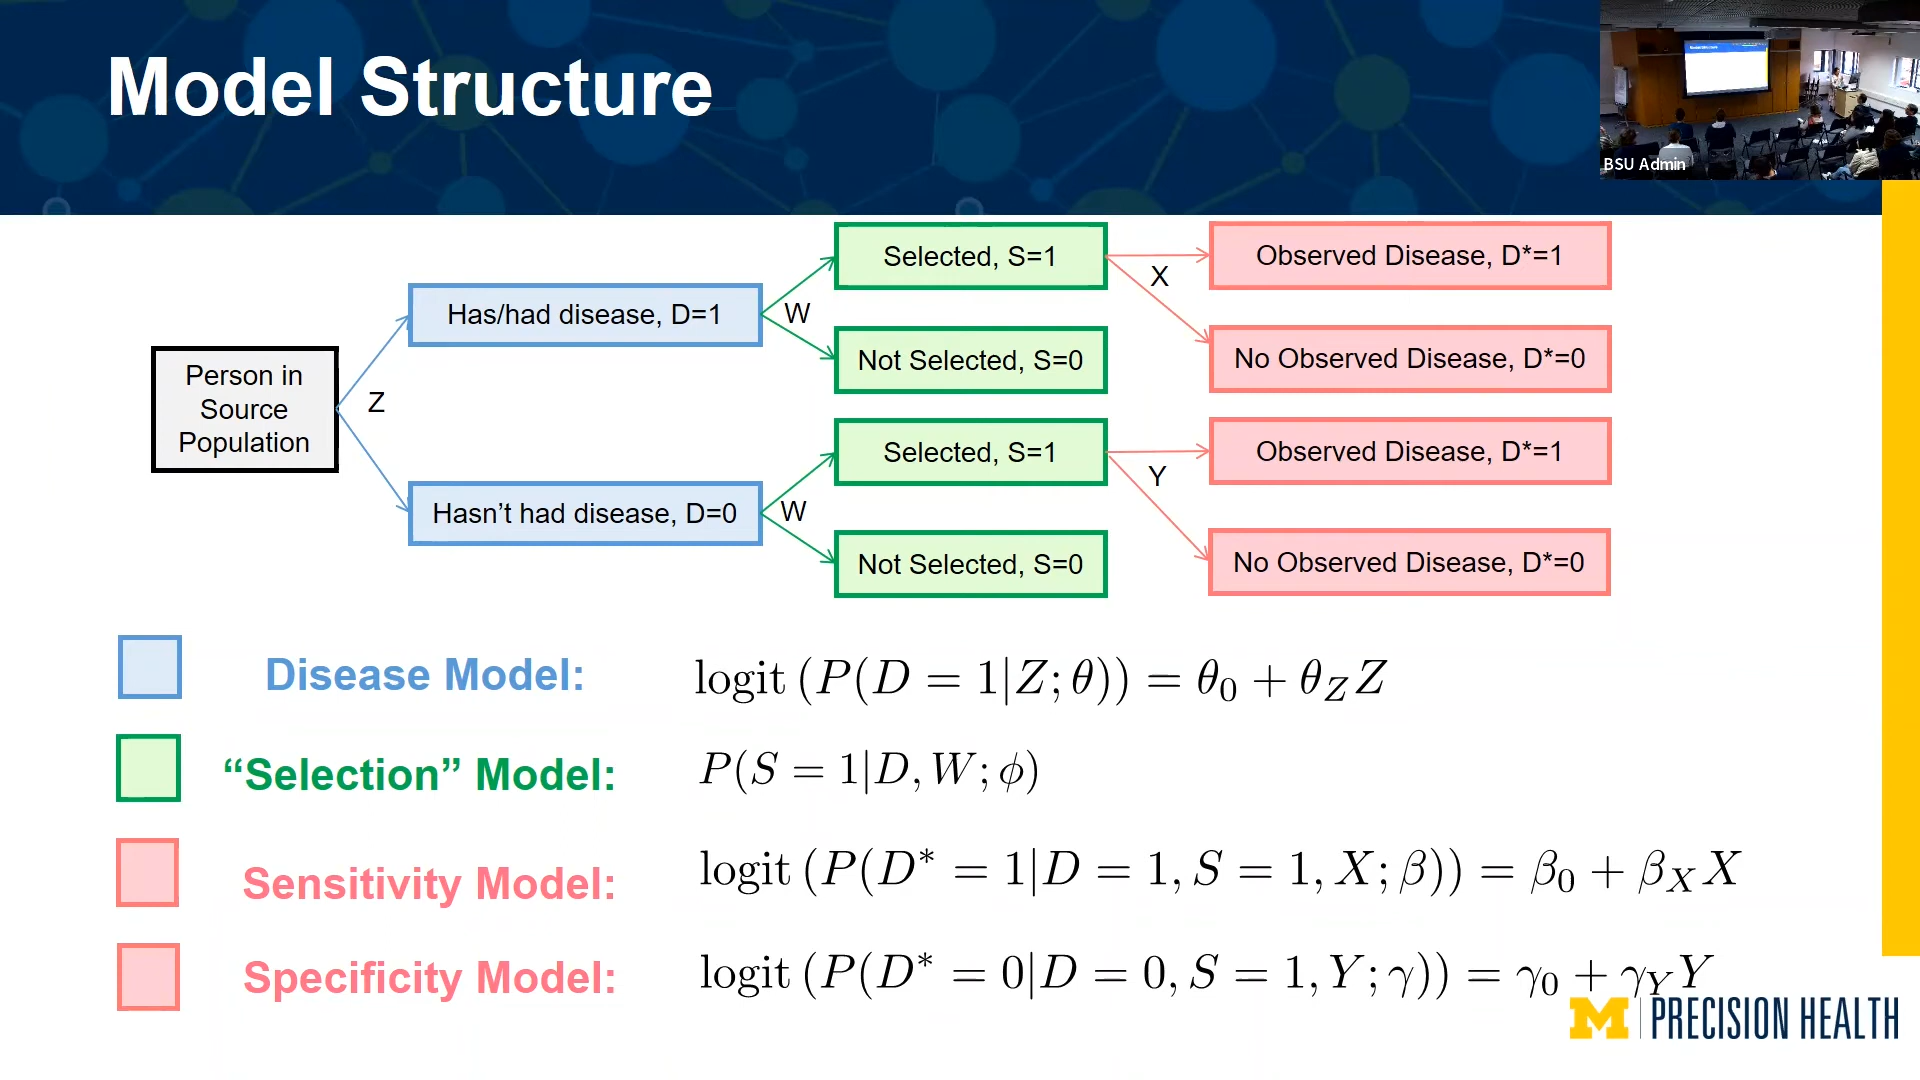 Model Structure
BSU Admin
Selected, S=1
Observed Disease, D*=1
X
Has/had disease, D=1
W
Not Selected, S=0
No Observed Disease, D*=0
Person in
Source
Population
Z
Selected, S=1
Observed Disease, D*=1
Y
Hasn't had disease, D=0
W
Not Selected, S=0
No Observed Disease, D*=0
Disease Model: logit (P(D = 1|Z; θ)) = θ₀ + θ_Z Z
“Selection” Model: P(S = 1|D, W; ϕ)
Sensitivity Model: logit (P(D* = 1|D = 1, S = 1, X; β)) = β₀ + β_X X
Specificity Model: logit (P(D* = 0|D = 0, S = 1, Y; γ)) = γ₀ + γ_Y Y
M PRECISION HEALTH